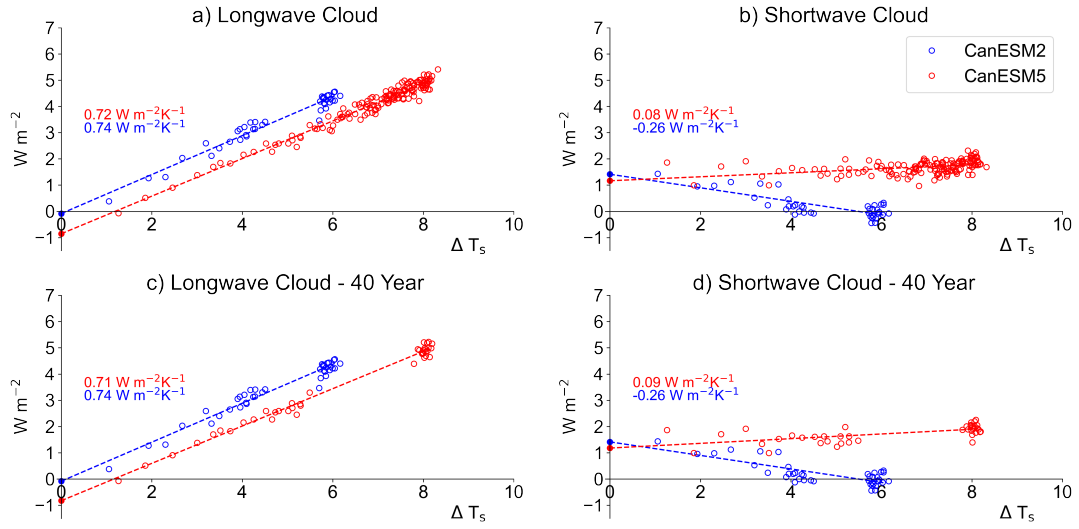 a) Longwave Cloud
7
6
5
4
3
2
1
0
−1
W m−2
0.72 W m−2K−1
0.74 W m−2K−1
0 2 4 6 8 10
Δ Ts
b) Shortwave Cloud
7
6
5
4
3
2
1
0
−1
W m−2
CanESM2
CanESM5
0.08 W m−2K−1
-0.26 W m−2K−1
0 2 4 6 8 10
Δ Ts
c) Longwave Cloud - 40 Year
7
6
5
4
3
2
1
0
−1
W m−2
0.71 W m−2K−1
0.74 W m−2K−1
0 2 4 6 8 10
Δ Ts
d) Shortwave Cloud - 40 Year
7
6
5
4
3
2
1
0
−1
W m−2
0.09 W m−2K−1
-0.26 W m−2K−1
0 2 4 6 8 10
Δ Ts